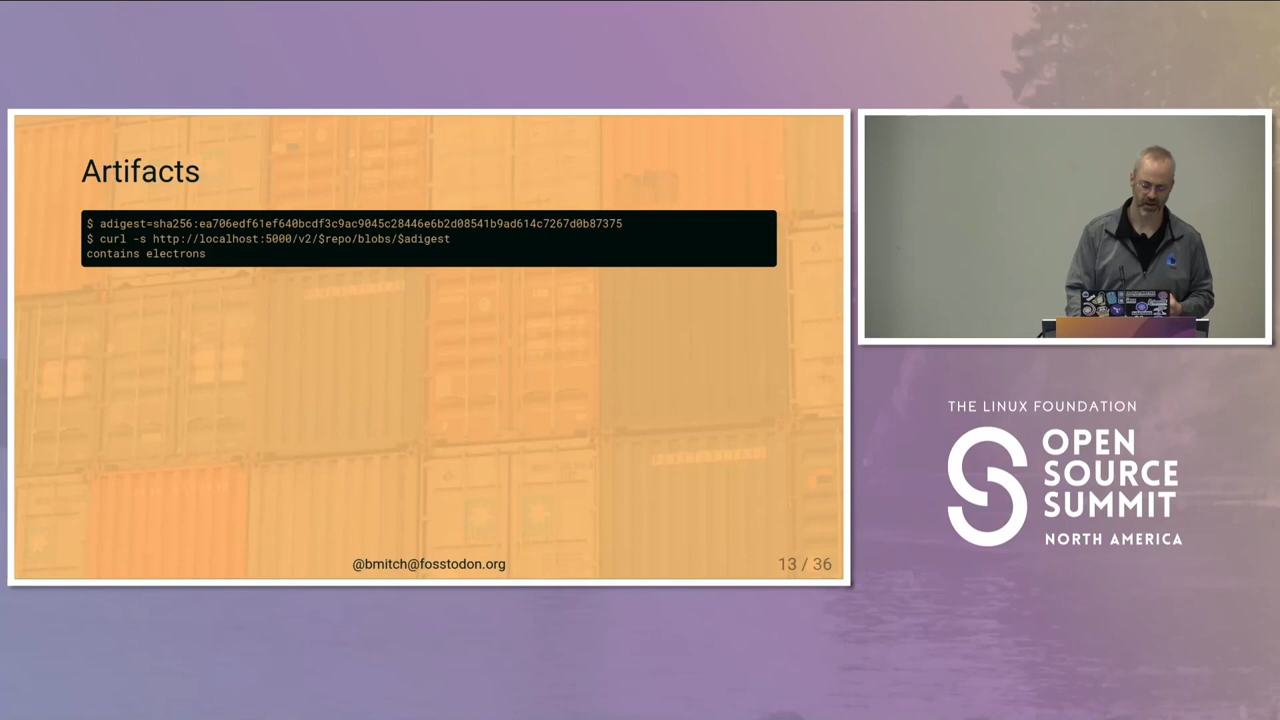 Artifacts
$ adigest=sha256:ea706edf61ef640bcdf3c9ac9045c28446e6b2d08541b9ad614c7267d0b87375
$ curl -s http://localhost:5000/v2/$repo/blobs/$adigest
contains electrons
@bmitch@fosstodon.org
13 / 36
THE LINUX FOUNDATION
OPEN
SOURCE
SUMMIT
NORTH AMERICA